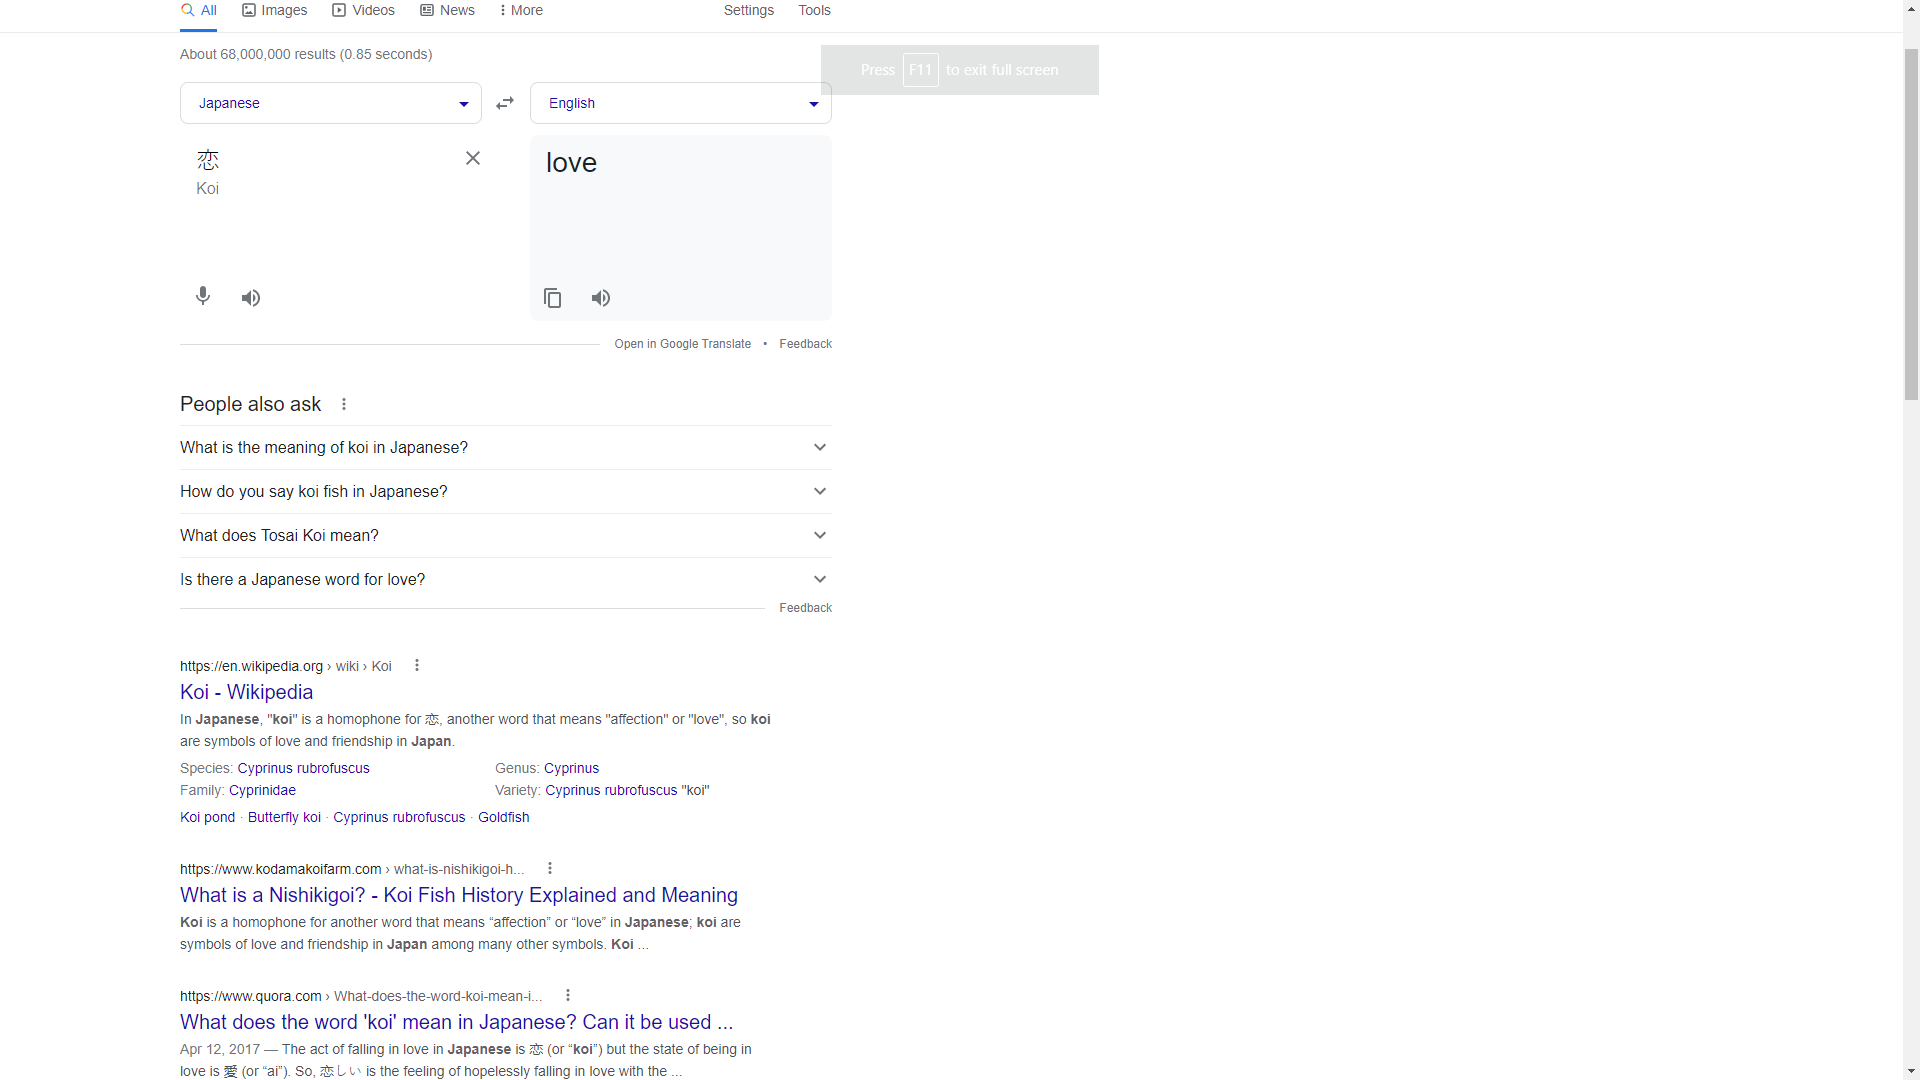 All Images Videos News More Settings Tools
About 68,000,000 results (0.85 seconds)
Press F11 to exit full screen
Japanese English
恋 love
Koi
Open in Google Translate • Feedback
People also ask
What is the meaning of koi in Japanese?
How do you say koi fish in Japanese?
What does Tosai Koi mean?
Is there a Japanese word for love?
Feedback
https://en.wikipedia.org › wiki › Koi
Koi - Wikipedia
In Japanese, "koi" is a homophone for 恋, another word that means "affection" or "love", so koi
are symbols of love and friendship in Japan.
Species: Cyprinus rubrofuscus Genus: Cyprinus
Family: Cyprinidae Variety: Cyprinus rubrofuscus "koi"
Koi pond · Butterfly koi · Cyprinus rubrofuscus · Goldfish
https://www.kodamakoifarm.com › what-is-nishikigoi-h...
What is a Nishikigoi? - Koi Fish History Explained and Meaning
Koi is a homophone for another word that means “affection” or “love” in Japanese; koi are
symbols of love and friendship in Japan among many other symbols. Koi ...
https://www.quora.com › What-does-the-word-koi-mean-i...
What does the word 'koi' mean in Japanese? Can it be used ...
Apr 12, 2017 — The act of falling in love in Japanese is 恋 (or “koi”) but the state of being in
love is 愛 (or “ai”). So, 恋しい is the feeling of hopelessly falling in love with the ...